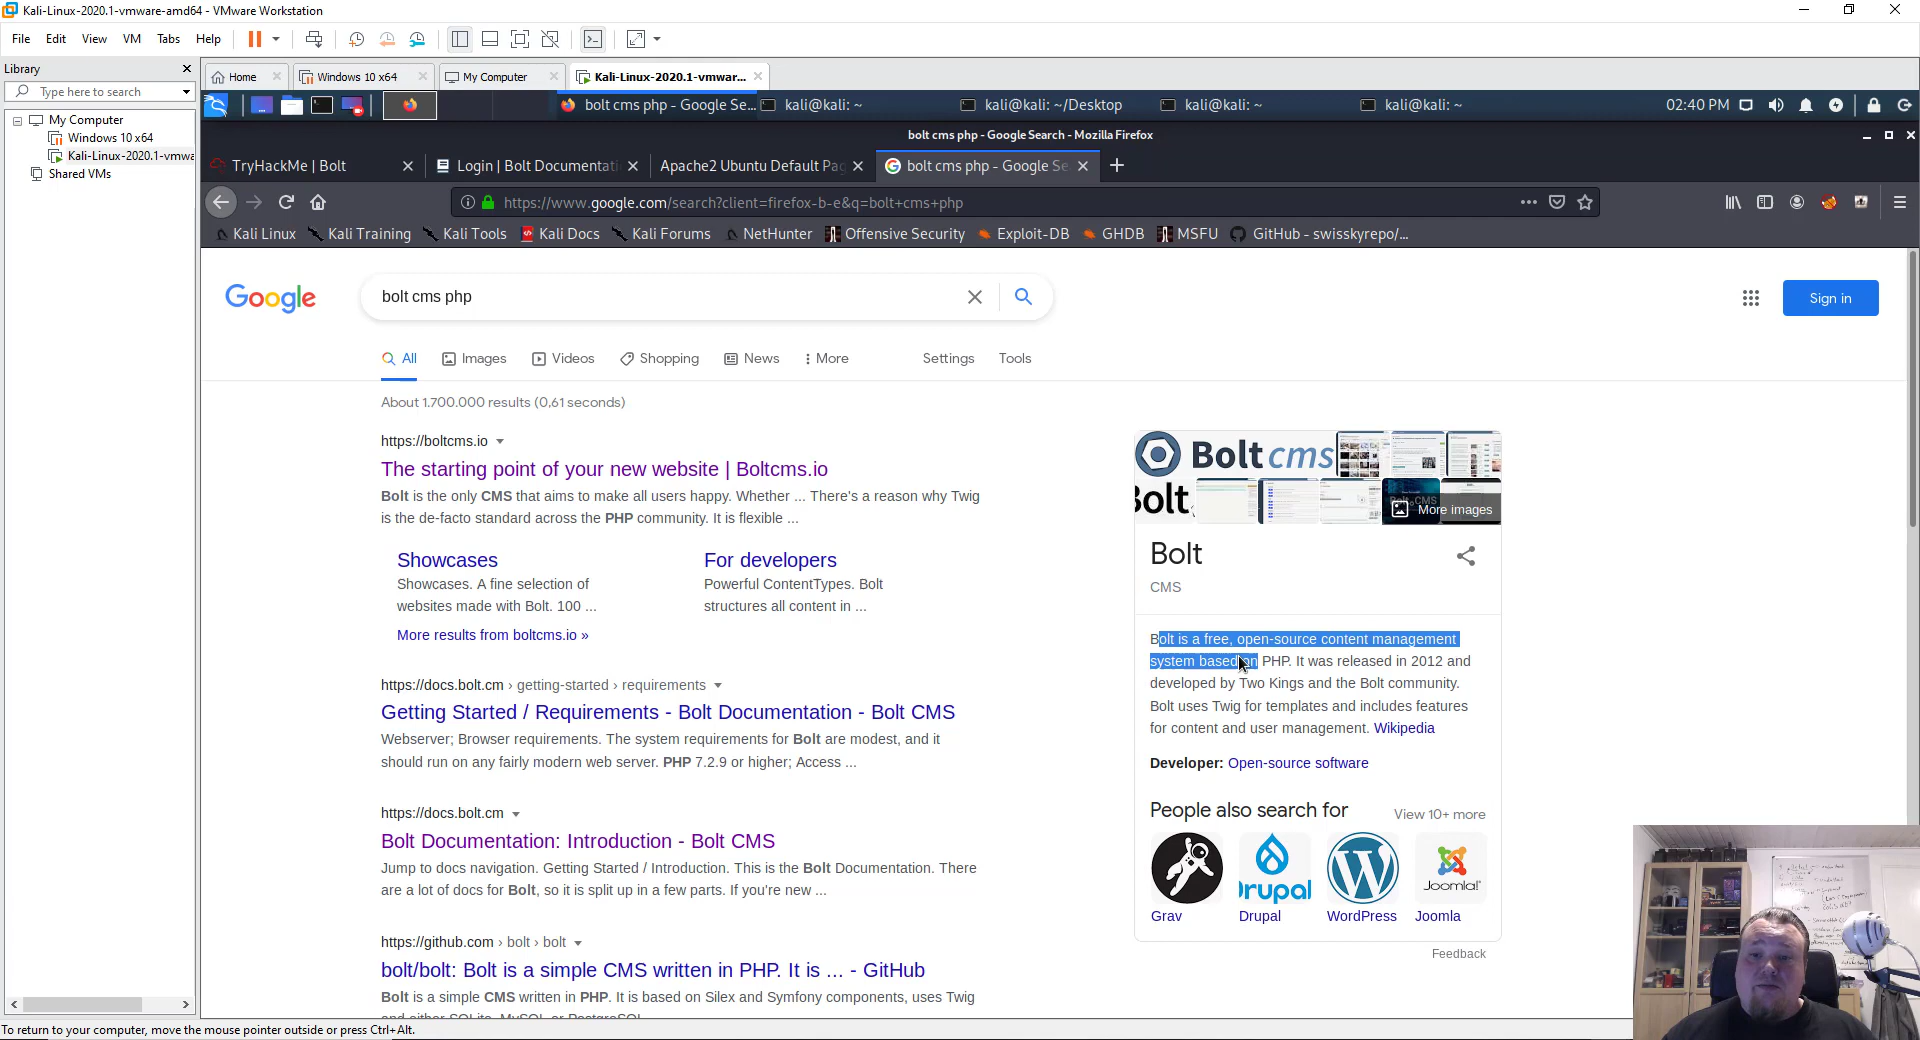 Kali-Linux-2020.1-vmware-amd64 - VMware Workstation
File Edit View VM Tabs Help
Library
Type here to search
My Computer
Windows 10 x64
Kali-Linux-2020.1-vmwa
Shared VMs
Home Windows 10 x64 My Computer Kali-Linux-2020.1-vmwar...
bolt cms php - Google Se... kali@kali: ~ kali@kali: ~/Desktop kali@kali: ~ kali@kali: ~ 02:40 PM
bolt cms php - Google Search - Mozilla Firefox
TryHackMe | Bolt Login | Bolt Documentati Apache2 Ubuntu Default Pag bolt cms php - Google Se
https://www.google.com/search?client=firefox-b-e&q=bolt+cms+php
Kali Linux Kali Training Kali Tools Kali Docs Kali Forums NetHunter Offensive Security Exploit-DB GHDB MSFU GitHub - swisskyrepo/...
Google
bolt cms php
Sign in
All Images Videos Shopping News More Settings Tools
About 1.700.000 results (0,61 seconds)
https://boltcms.io
The starting point of your new website | Boltcms.io
Bolt is the only CMS that aims to make all users happy. Whether ... There's a reason why Twig
is the de-facto standard across the PHP community. It is flexible ...
Showcases
Showcases. A fine selection of
websites made with Bolt. 100 ...
For developers
Powerful ContentTypes. Bolt
structures all content in ...
More results from boltcms.io »
https://docs.bolt.cm › getting-started › requirements
Getting Started / Requirements - Bolt Documentation - Bolt CMS
Webserver; Browser requirements. The system requirements for Bolt are modest, and it
should run on any fairly modern web server. PHP 7.2.9 or higher; Access ...
https://docs.bolt.cm
Bolt Documentation: Introduction - Bolt CMS
Jump to docs navigation. Getting Started / Introduction. This is the Bolt Documentation. There
are a lot of docs for Bolt, so it is split up in a few parts. If you're new ...
https://github.com › bolt › bolt
bolt/bolt: Bolt is a simple CMS written in PHP. It is ... - GitHub
Bolt is a simple CMS written in PHP. It is based on Silex and Symfony components, uses Twig
and either SQLite, MySQL or PostgreSQL
Bolt cms
Bolt
More images
Bolt
CMS
Bolt is a free, open-source content management
system based on PHP. It was released in 2012 and
developed by Two Kings and the Bolt community.
Bolt uses Twig for templates and includes features
for content and user management. Wikipedia
Developer: Open-source software
People also search for
View 10+ more
Joomla!
Grav Drupal WordPress Joomla
Feedback
To return to your computer, move the mouse pointer outside or press Ctrl+Alt.